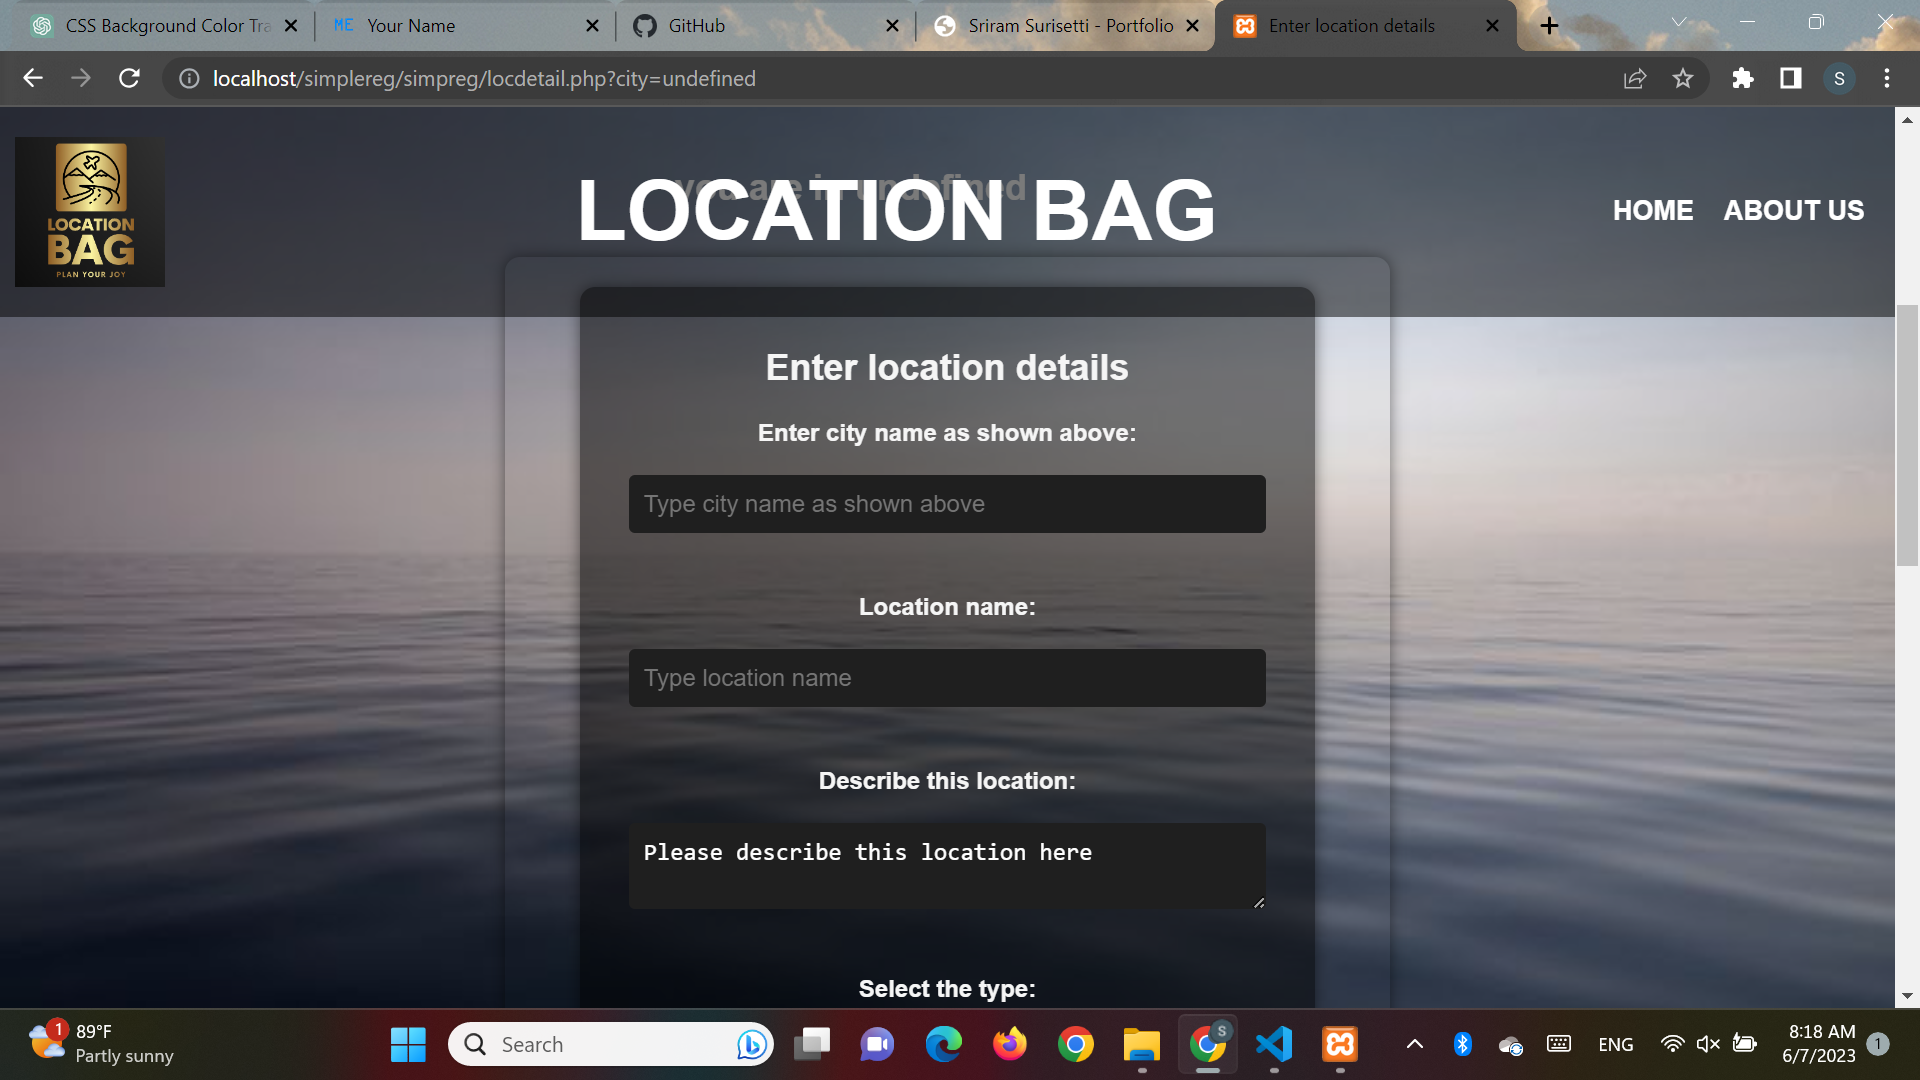 CSS Background Color Tra
ME
Your Name
GitHub
Sriram Surisetti - Portfolio
Enter location details
localhost/simplereg/simpreg/locdetail.php?city=undefined
S
LOCATION
BAG
PLAN YOUR JOY
you are in undefined
LOCATION BAG
HOME
ABOUT US
Enter location details
Enter city name as shown above:
Type city name as shown above
Location name:
Type location name
Describe this location:
Please describe this location here
Select the type:
1
89°F
Partly sunny
Search
S
ENG
8:18 AM
6/7/2023
1